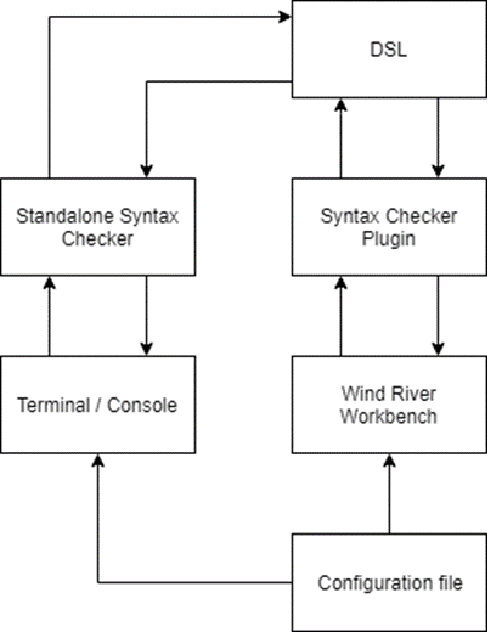 DSL
Standalone Syntax
Checker
Syntax Checker
Plugin
Terminal / Console
Wind River
Workbench
Configuration file